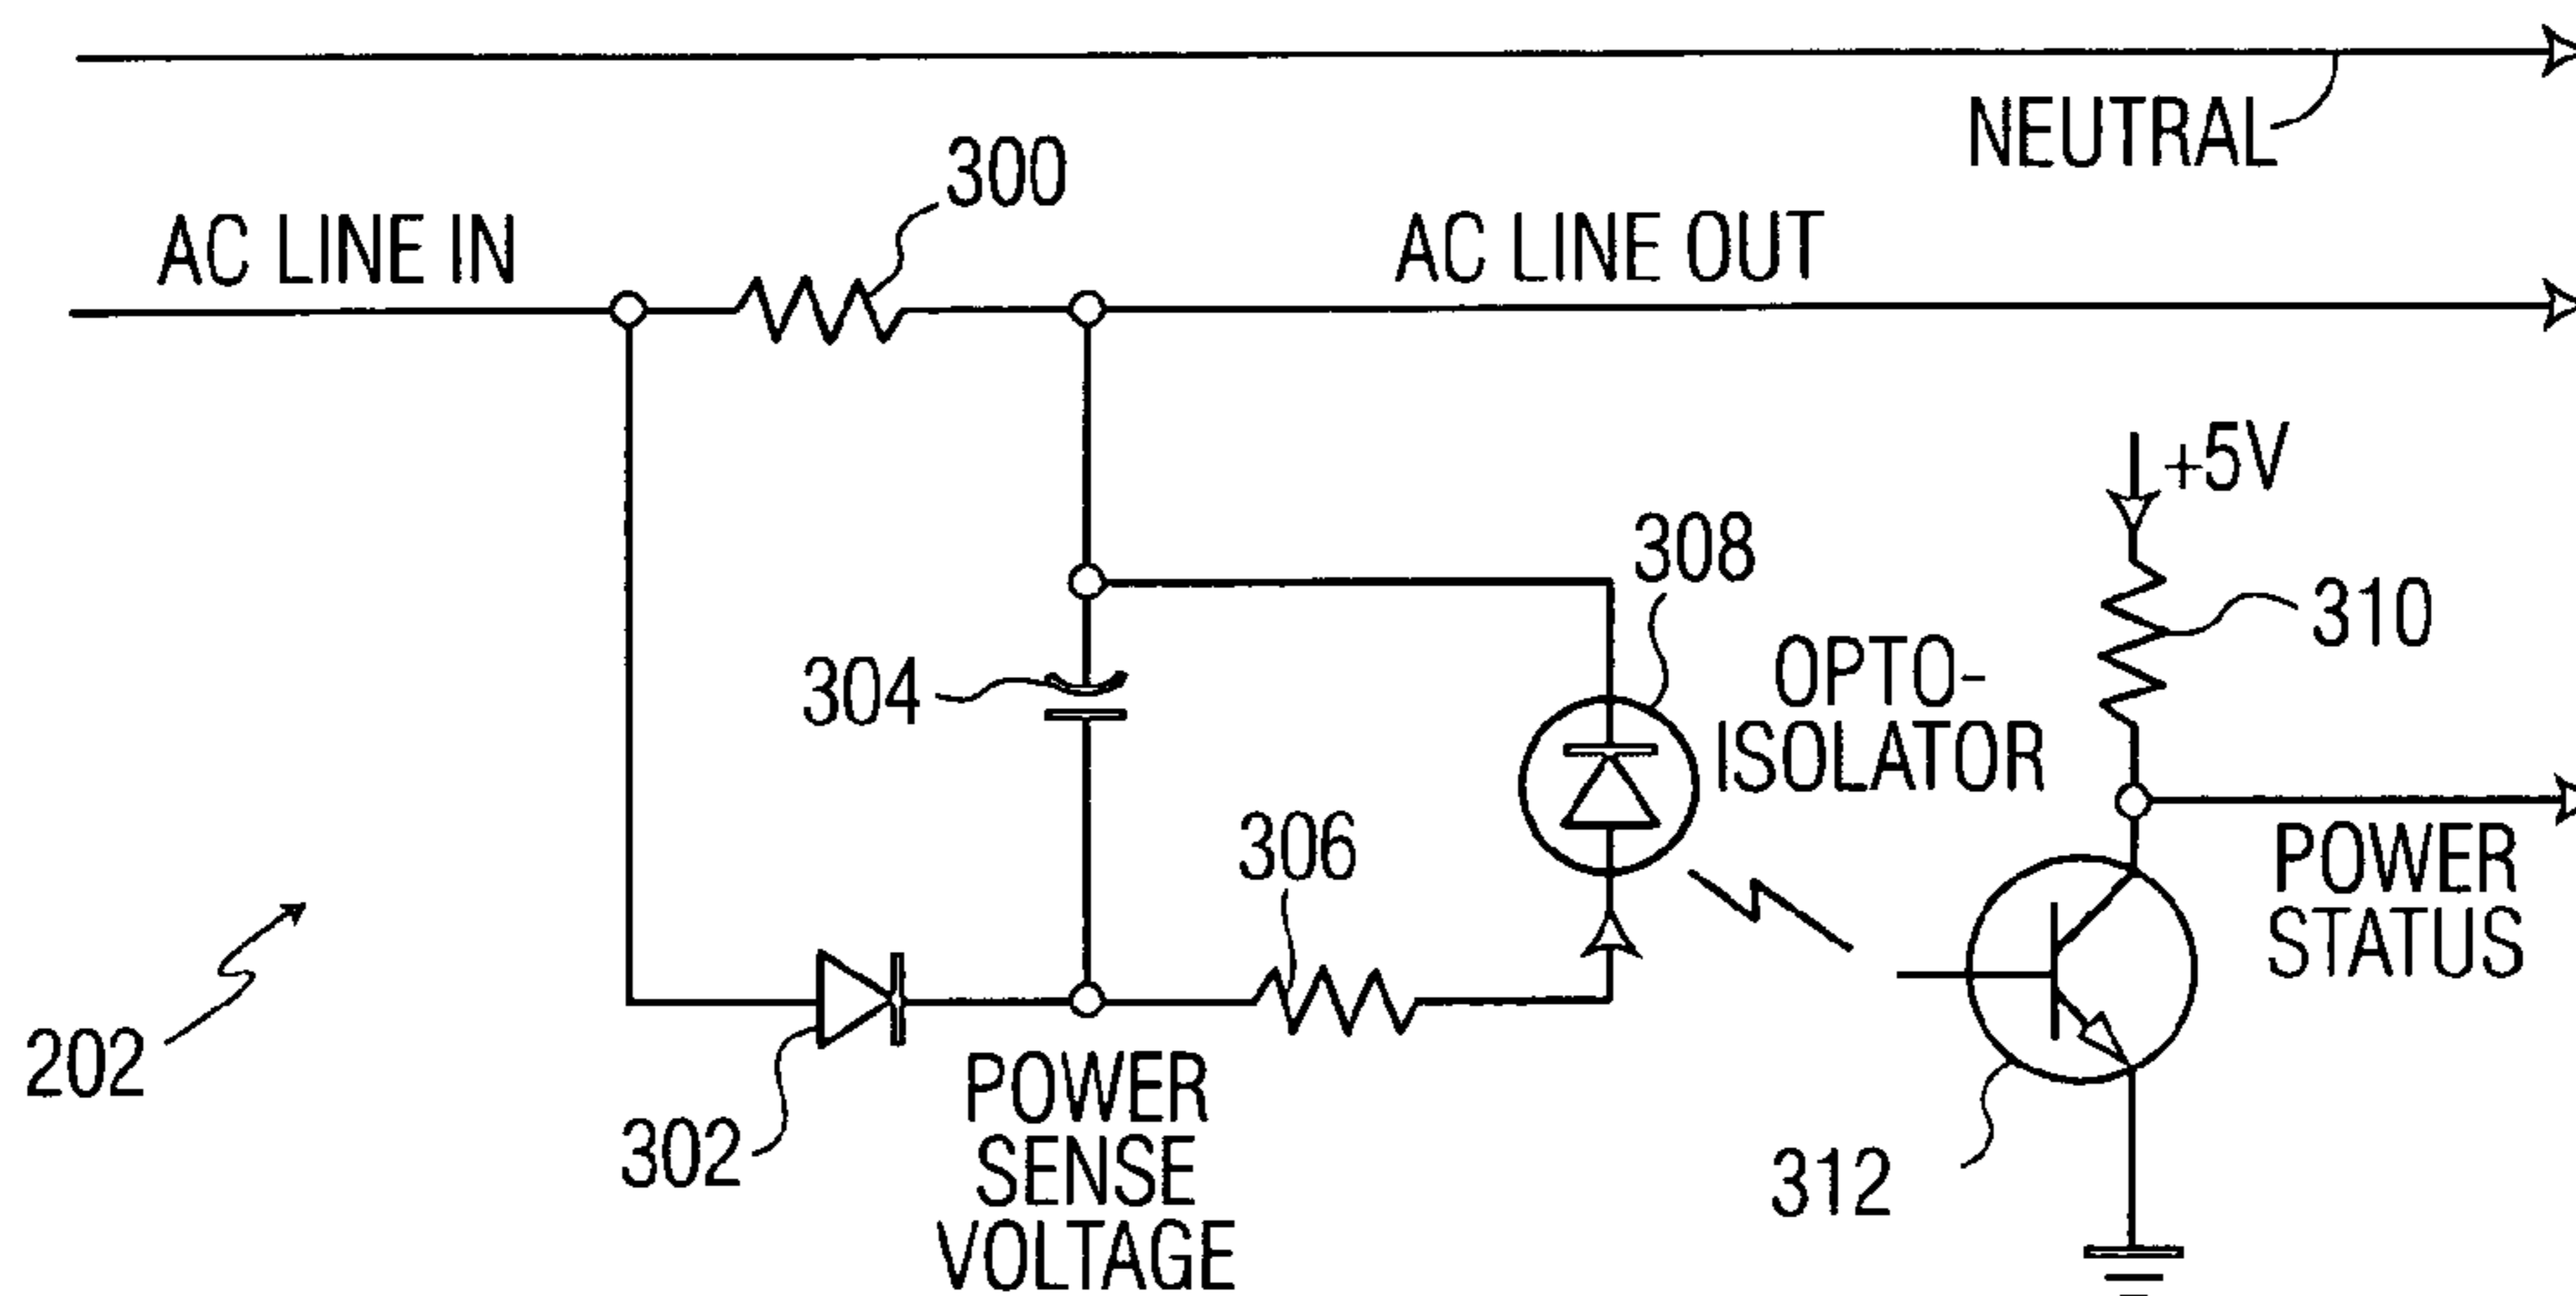 NEUTRAL
300
AC LINE IN
AC LINE OUT
+5V
308
310
304
OPTO-
ISOLATOR
306
POWER
STATUS
202
302
POWER
SENSE
VOLTAGE
312